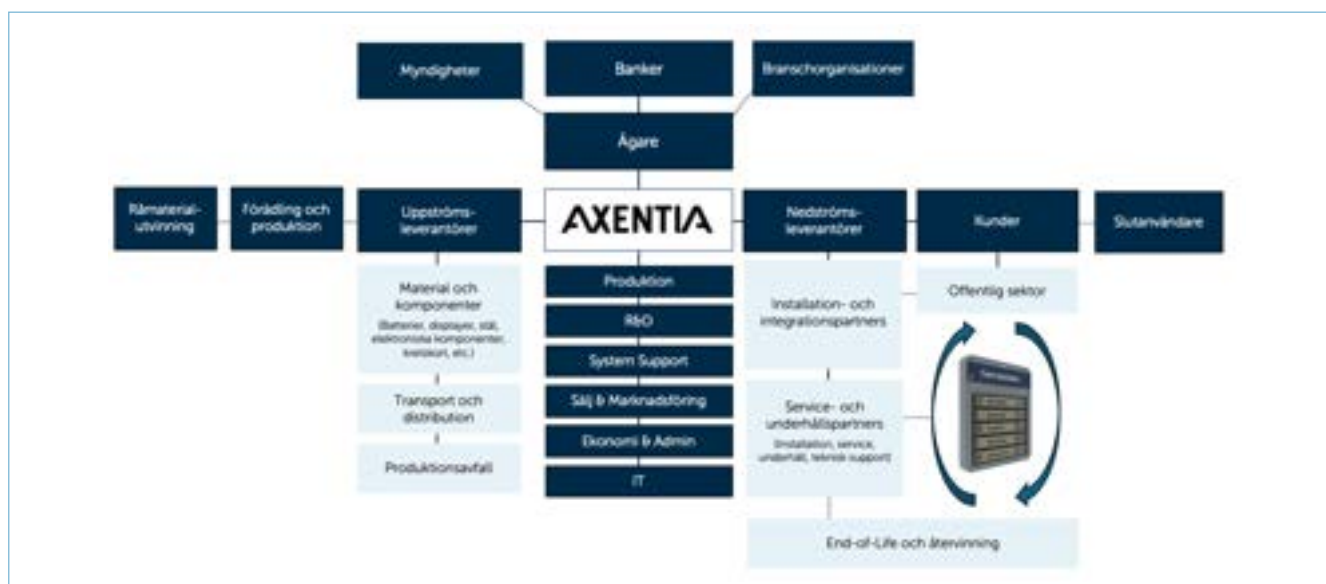 Myndigheter
Banker
Branschorganisationer
Ägare
Råmaterial-
utvinning
Förädling och
produktion
Uppströms-
leverantörer
AXENTIA
Nedströms-
leverantörer
Kunder
Slutanvändare
Material och
komponenter
(Batterier, displayer, stål,
elektroniska komponenter,
kretskort, etc.)
Transport och
distribution
Produktionsavfall
Produktion
R&D
System Support
Sälj & Marknadsföring
Ekonomi & Admin
IT
Installation- och
integrationspartners
Service- och
underhållspartners
(Installation, service,
underhåll, teknisk support)
Offentlig sektor
End-of-Life och återvinning